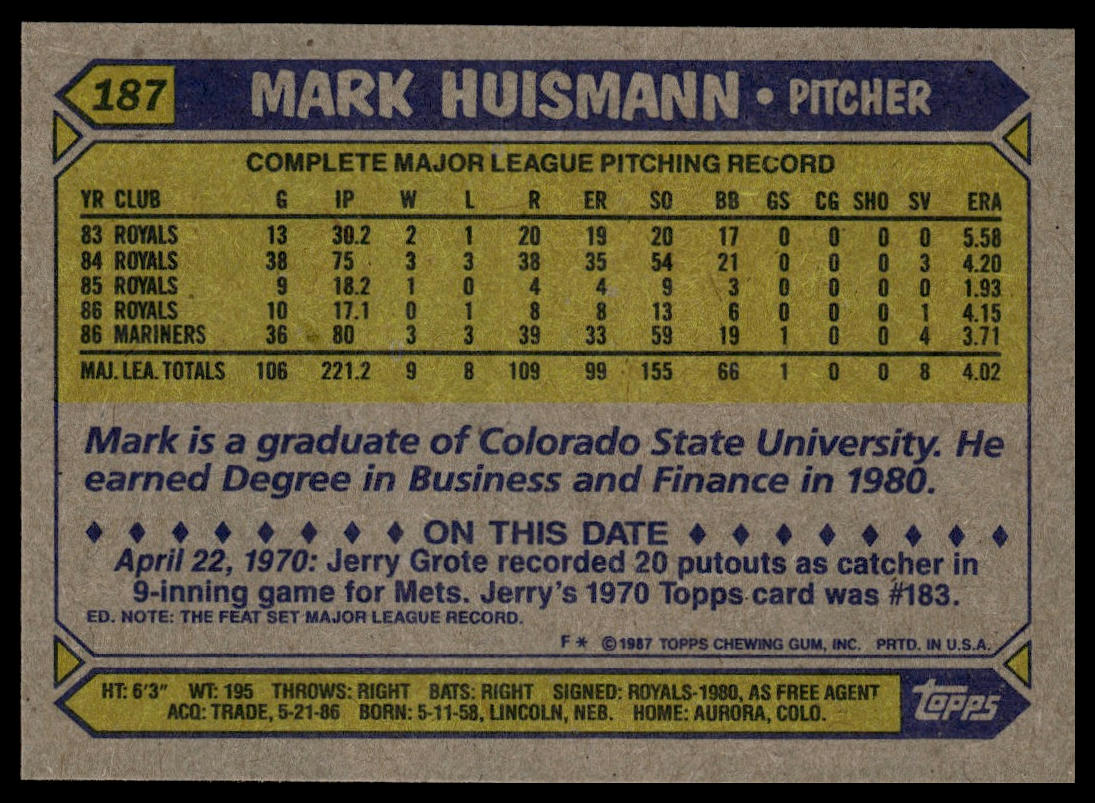 187 MARK HUISMANN • PITCHER
COMPLETE MAJOR LEAGUE PITCHING RECORD
YR CLUB G IP W L R ER SO BB GS CG SHO SV ERA
83 ROYALS 13 30.2 2 1 20 19 20 17 0 0 0 0 5.58
84 ROYALS 38 75 3 3 38 35 54 21 0 0 0 3 4.20
85 ROYALS 9 18.2 1 0 4 4 9 3 0 0 0 0 1.93
86 ROYALS 10 17.1 0 1 8 8 13 6 0 0 0 1 4.15
86 MARINERS 36 80 3 3 39 33 59 19 1 0 0 4 3.71
MAJ. LEA. TOTALS 106 221.2 9 8 109 99 155 66 1 0 0 8 4.02
Mark is a graduate of Colorado State University. He
earned Degree in Business and Finance in 1980.
ON THIS DATE
April 22, 1970: Jerry Grote recorded 20 putouts as catcher in
9-inning game for Mets. Jerry's 1970 Topps card was #183.
ED. NOTE: THE FEAT SET MAJOR LEAGUE RECORD.
F * ©1987 TOPPS CHEWING GUM, INC. PRTD. IN U.S.A.
HT: 6'3" WT: 195 THROWS: RIGHT BATS: RIGHT SIGNED: ROYALS-1980, AS FREE AGENT
ACQ: TRADE, 5-21-86 BORN: 5-11-58, LINCOLN, NEB. HOME: AURORA, COLO.
topps